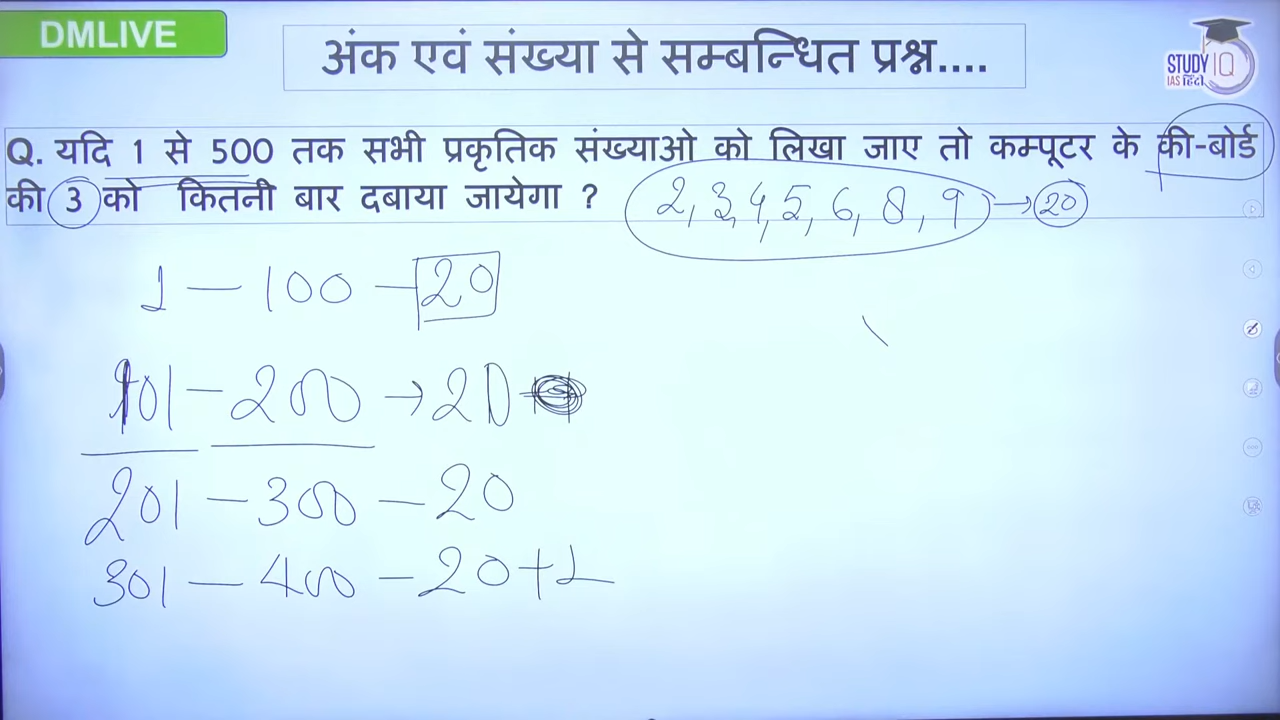 DMLIVE
अंक एवं संख्या से सम्बन्धित प्रश्न....
STUDY IQ
IAS हिंदी
Q. यदि 1 से 500 तक सभी प्रकृतिक संख्याओ को लिखा जाए तो कम्पूटर के की-बोर्ड
की 3 को कितनी बार दबाया जायेगा ?
2, 3, 4, 5, 6, 8, 9 → 20
1 — 100 — 20
101 — 200 → 20
201 — 300 — 20
301 — 400 — 20 + 1